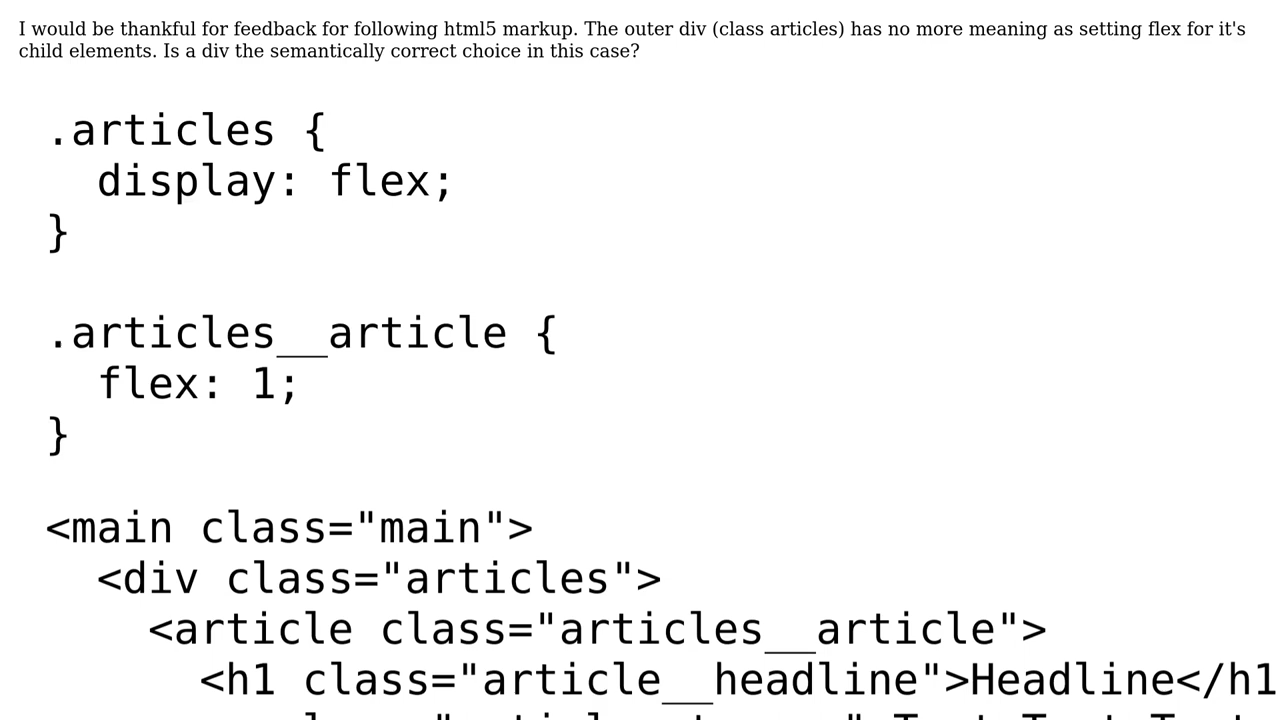 I would be thankful for feedback for following html5 markup. The outer div (class articles) has no more meaning as setting flex for it's
child elements. Is a div the semantically correct choice in this case?
.articles {
  display: flex;
}
.articles__article {
  flex: 1;
}
<main class="main">
  <div class="articles">
    <article class="articles__article">
      <h1 class="article__headline">Headline</h1